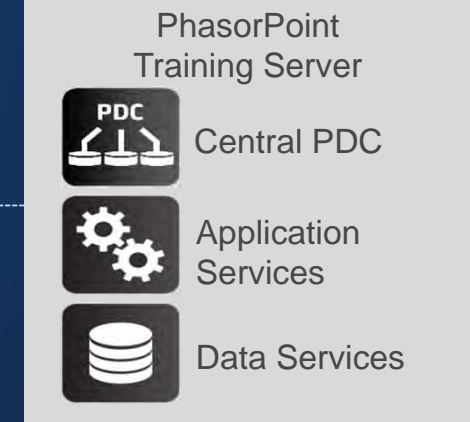 PhasorPoint
Training Server
PDC
Central PDC
Application
Services
Data Services